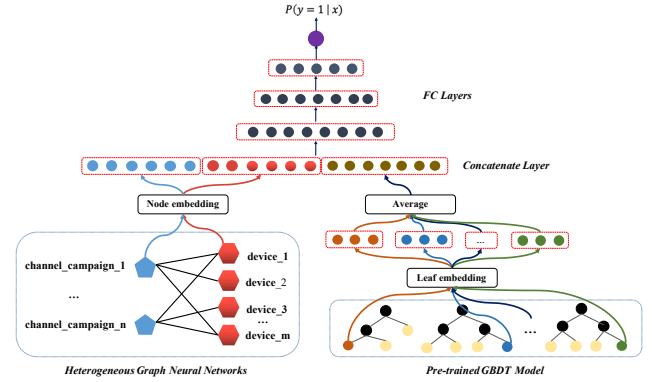 P(y = 1 | x)
FC Layers
Concatenate Layer
Node embedding
Average
...
Leaf embedding
channel_campaign_1
...
channel_campaign_n
device_1
device_2
device_3
...
device_m
...
Heterogeneous Graph Neural Networks
Pre-trained GBDT Model